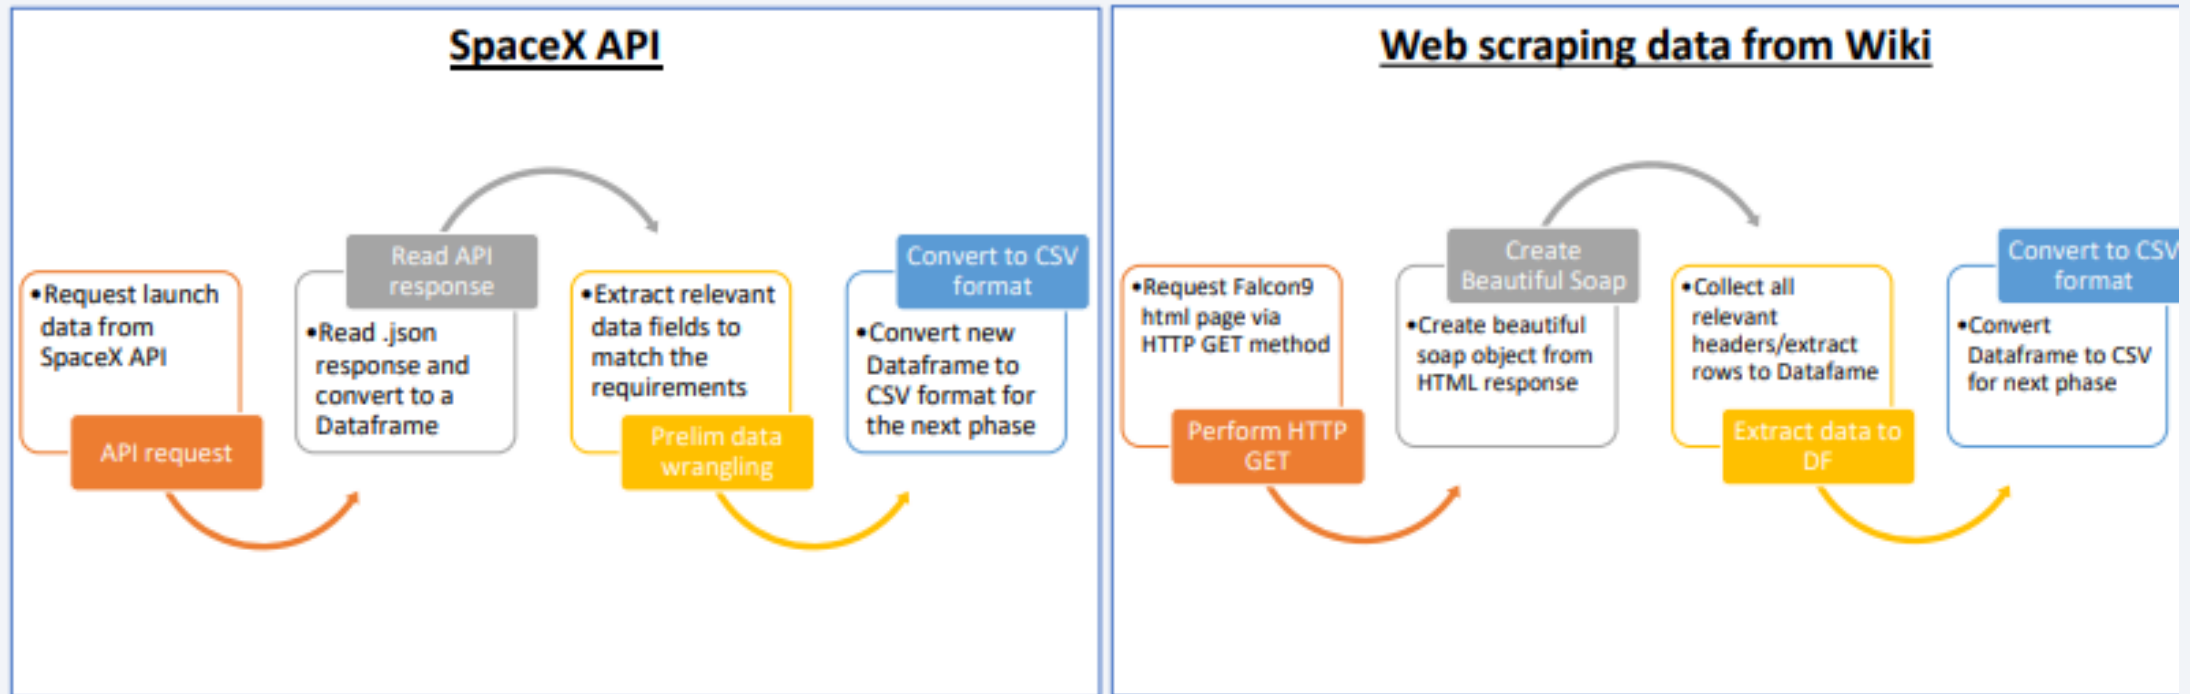 SpaceX API
•Request launch
data from
SpaceX API
API request
Read API
response
•Read .json
response and
convert to a
Dataframe
•Extract relevant
data fields to
match the
requirements
Prelim data
wrangling
Convert to CSV
format
•Convert new
Dataframe to
CSV format for
the next phase
Web scraping data from Wiki
•Request Falcon9
html page via
HTTP GET method
Perform HTTP
GET
Create
Beautiful Soap
•Create beautiful
soap object from
HTML response
•Collect all
relevant
headers/extract
rows to Datafame
Extract data to
DF
Convert to CSV
format
•Convert
Dataframe to CSV
for next phase